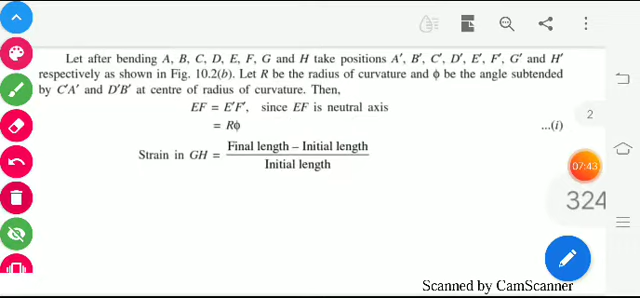 Let after bending A, B, C, D, E, F, G and H take positions A′, B′, C′, D′, E′, F′, G′ and H′
respectively as shown in Fig. 10.2(b). Let R be the radius of curvature and ϕ be the angle subtended
by C′A′ and D′B′ at centre of radius of curvature. Then,
EF = E′F′, since EF is neutral axis
2
= Rϕ ...(i)
Strain in GH = Final length – Initial length
Initial length
07:43
324
Scanned by CamScanner